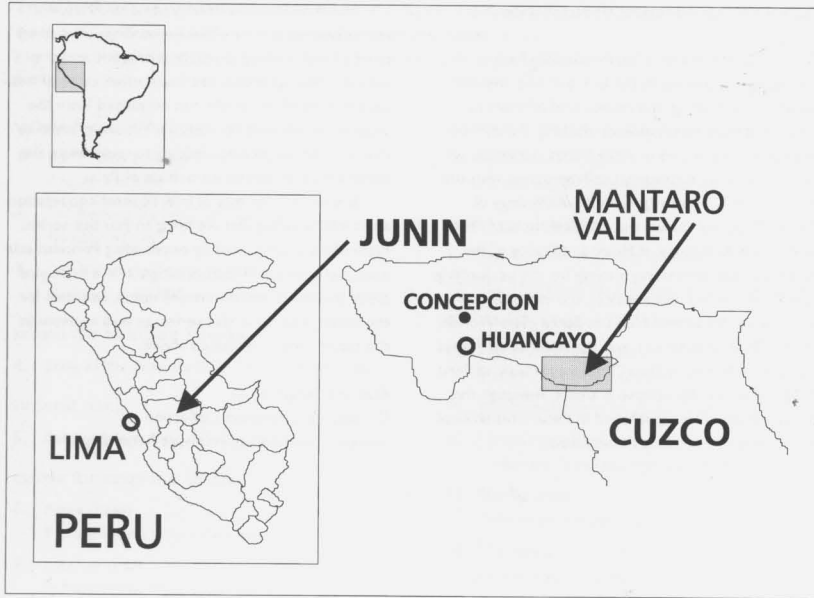 MANTARO
VALLEY
JUNIN
CONCEPCION
HUANCAYO
LIMA
CUZCO
PERU